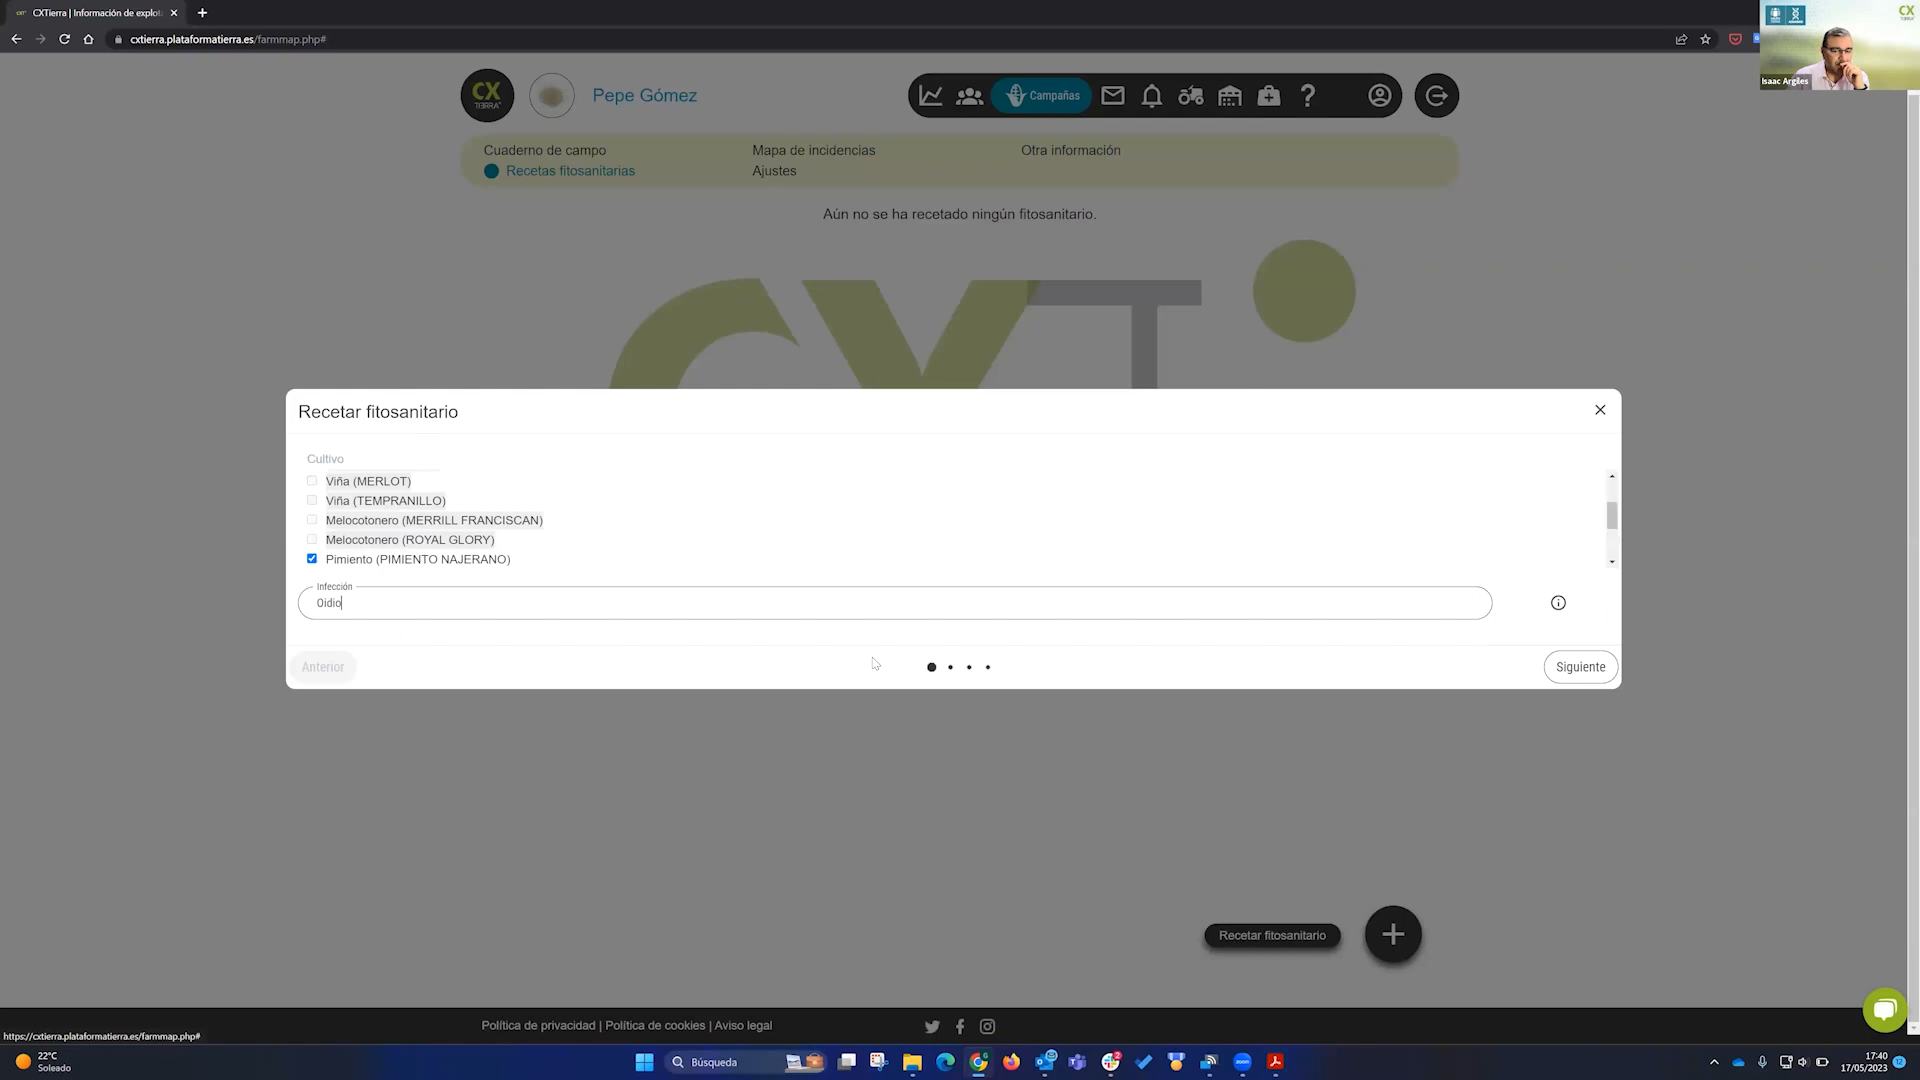 CXTierra | Información de explot
cxtierra.plataformatierra.es/farmmap.php#
CX
Isaac Argiles
CX
TIERRA
Pepe Gómez
Campañas
Cuaderno de campo
Mapa de incidencias
Otra información
Recetas fitosanitarias
Ajustes
Aún no se ha recetado ningún fitosanitario.
CXT
Recetar fitosanitario
Cultivo
Viña (MERLOT)
Viña (TEMPRANILLO)
Melocotonero (MERRILL FRANCISCAN)
Melocotonero (ROYAL GLORY)
Pimiento (PIMIENTO NAJERANO)
Infección
Oidio
Anterior
Siguiente
Recetar fitosanitario
Política de privacidad | Política de cookies | Aviso legal
https://cxtierra.plataformatierra.es/farmmap.php#
22°C
Soleado
Búsqueda
17:40
17/05/2023